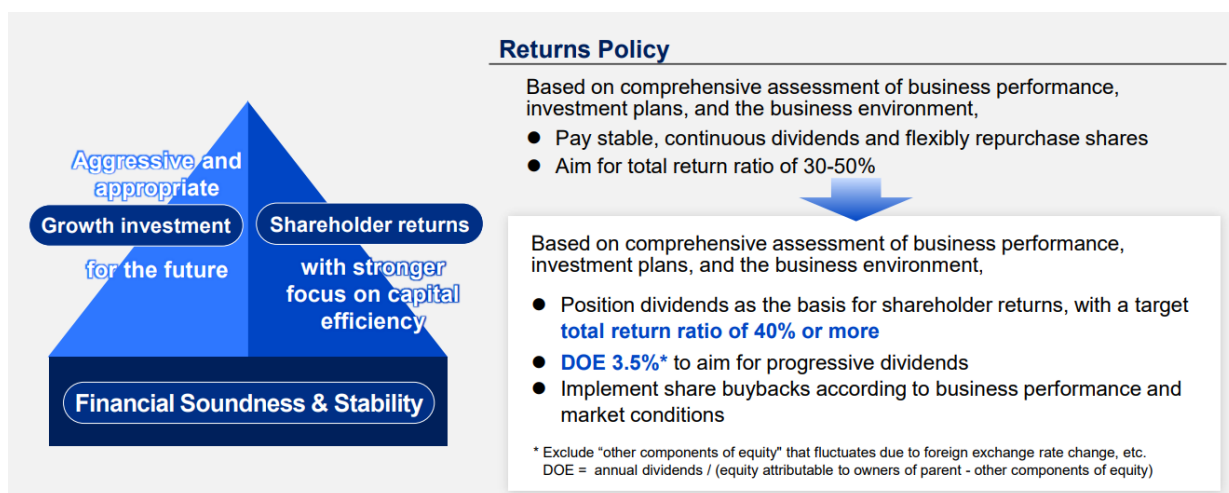 Returns Policy
Based on comprehensive assessment of business performance,
investment plans, and the business environment,
● Pay stable, continuous dividends and flexibly repurchase shares
● Aim for total return ratio of 30-50%
Aggressive and
appropriate
Growth investment
for the future
Shareholder returns
with stronger
focus on capital
efficiency
Financial Soundness & Stability
Based on comprehensive assessment of business performance,
investment plans, and the business environment,
● Position dividends as the basis for shareholder returns, with a target
total return ratio of 40% or more
● DOE 3.5%* to aim for progressive dividends
● Implement share buybacks according to business performance and
market conditions
* Exclude “other components of equity" that fluctuates due to foreign exchange rate change, etc.
DOE = annual dividends / (equity attributable to owners of parent - other components of equity)